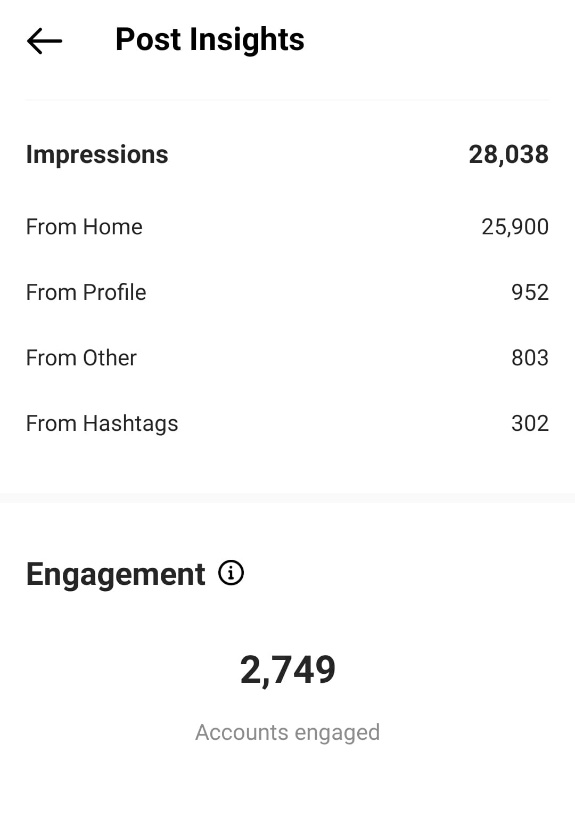 Post Insights
Impressions 28,038
From Home 25,900
From Profile 952
From Other 803
From Hashtags 302
Engagement
2,749
Accounts engaged